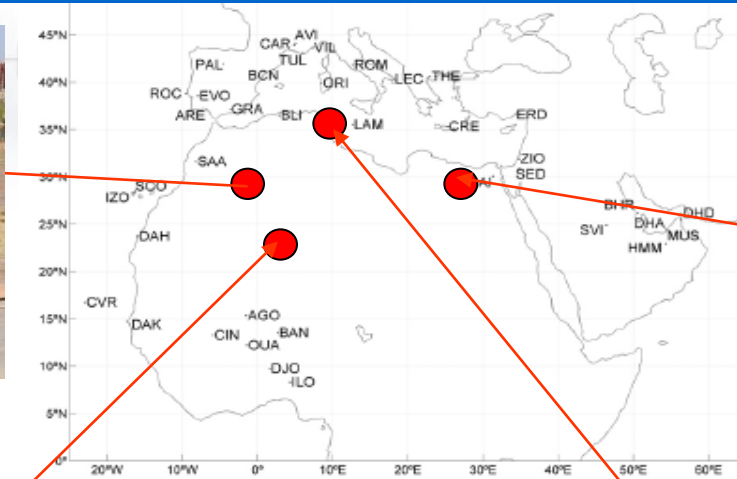 45°N
AVI
CAR
VIL
TUL
PAL
ROM
BCN
LEC
THE
40°N
ORI
ROC
EVO
GRA
ARE
BLI
ERD
35°N
LAM
CRE
SAA
ZIO
30°N
SED
SCO
IZO
BHR
DHD
25°N
DHA
SVI
DAH
MUS
HMM
20°N
CVR
15°N
AGO
DAK
CIN
BAN
OUA
10°N
DJO
ILO
5°N
0°
20°W
10°W
0°
10°E
20°E
30°E
40°E
50°E
60°E